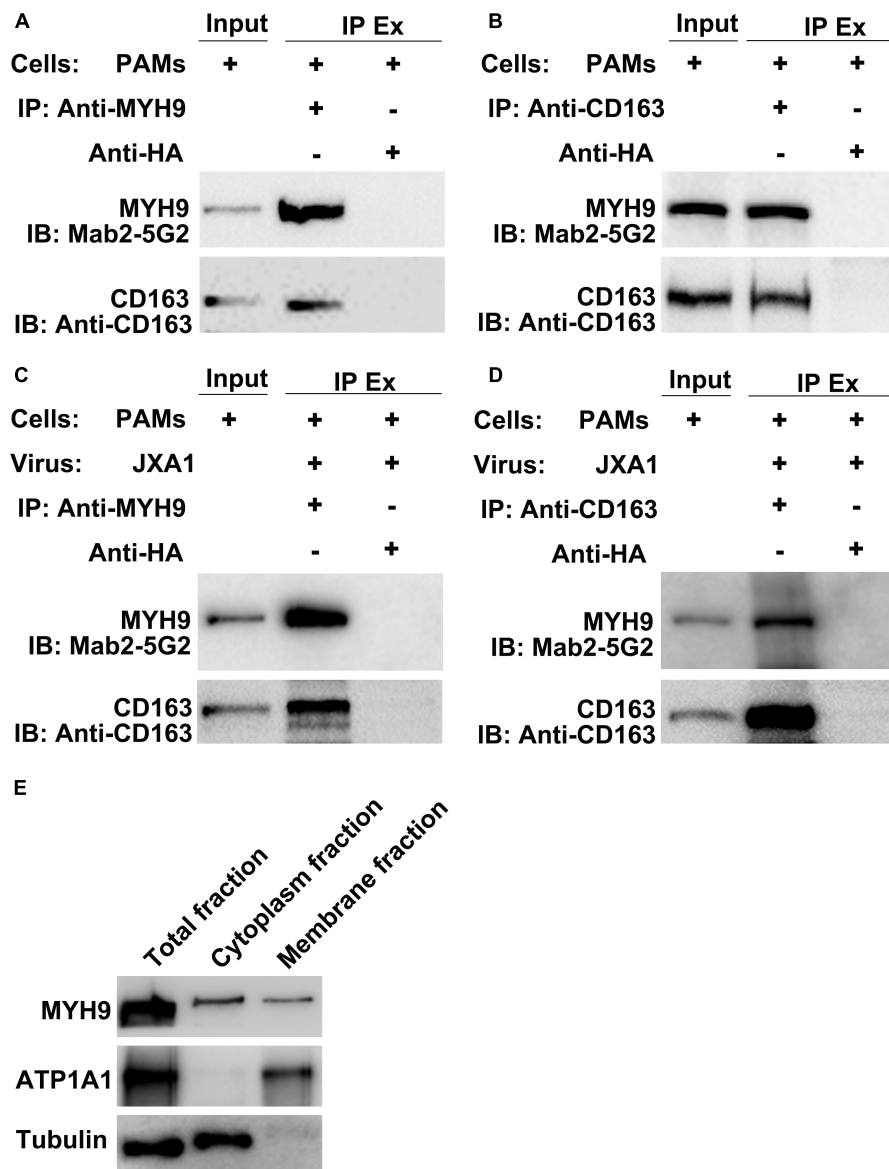 A
Input IP Ex
Cells: PAMs + + +
IP: Anti-MYH9 + -
Anti-HA - +
MYH9
IB: Mab2-5G2
CD163
IB: Anti-CD163
B
Input IP Ex
Cells: PAMs + + +
IP: Anti-CD163 + -
Anti-HA - +
MYH9
IB: Mab2-5G2
CD163
IB: Anti-CD163
C
Input IP Ex
Cells: PAMs + + +
Virus: JXA1 + +
IP: Anti-MYH9 + -
Anti-HA - +
MYH9
IB: Mab2-5G2
CD163
IB: Anti-CD163
D
Input IP Ex
Cells: PAMs + + +
Virus: JXA1 + +
IP: Anti-CD163 + -
Anti-HA - +
MYH9
IB: Mab2-5G2
CD163
IB: Anti-CD163
E
Total fraction
Cytoplasm fraction
Membrane fraction
MYH9
ATP1A1
Tubulin